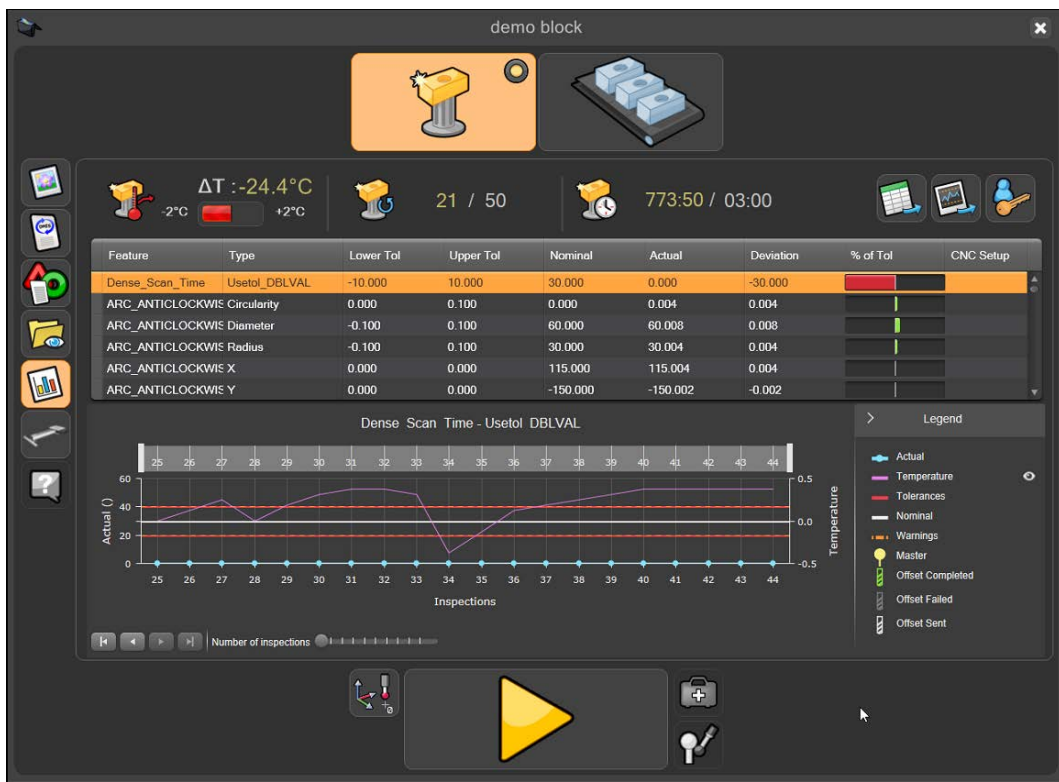 demo block
ΔT :-24.4°C
-2°C +2°C
21 / 50
773:50 / 03:00
Feature Type Lower Tol Upper Tol Nominal Actual Deviation % of Tol CNC Setup
Dense_Scan_Time Usetol_DBLVAL -10.000 10.000 30.000 0.000 -30.000
ARC_ANTICLOCKWIS Circularity 0.000 0.100 0.000 0.004 0.004
ARC_ANTICLOCKWIS Diameter -0.100 0.100 60.000 60.008 0.008
ARC_ANTICLOCKWIS Radius -0.100 0.100 30.000 30.004 0.004
ARC_ANTICLOCKWIS X 0.000 0.000 115.000 115.004 0.004
ARC_ANTICLOCKWIS Y 0.000 0.000 -150.000 -150.002 -0.002
Dense Scan Time - Usetol DBLVAL
25 26 27 28 29 30 31 32 33 34 35 36 37 38 39 40 41 42 43 44
60
40
20
0
Actual ()
0.5
0.0
-0.5
Temperature
25 26 27 28 29 30 31 32 33 34 35 36 37 38 39 40 41 42 43 44
Inspections
Number of inspections
> Legend
Actual
Temperature
Tolerances
Nominal
Warnings
Master
Offset Completed
Offset Failed
Offset Sent
?